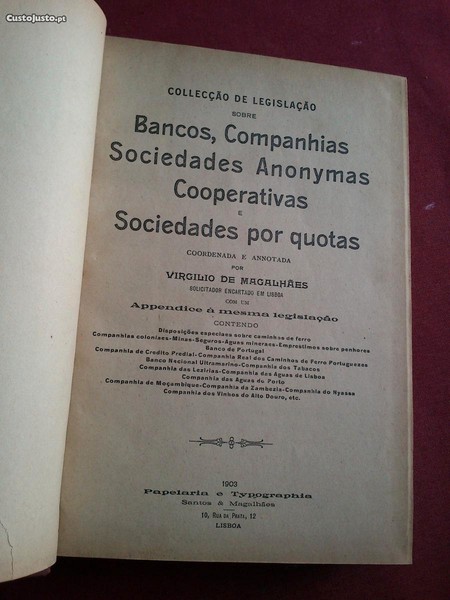 CustoJusto.pt
COLLECÇÃO DE LEGISLAÇÃO
SOBRE
Bancos, Companhias
Sociedades Anonymas
Cooperativas
E
Sociedades por quotas
COORDENADA E ANNOTADA
POR
VIRGILIO DE MAGALHÃES
SOLICITADOR ENCARTADO EM LISBOA
COM UM
Appendice á mesma legislação
CONTENDO
Disposições especiaes sobre caminhos de ferro
Companhias coloniaes-Minas-Seguros-Aguas mineraes-Emprestimos sobre penhores
Banco de Portugal
Companhia de Credito Predial-Companhia Real dos Caminhos de Ferro Portuguezes
Banco Nacional Ultramarino-Companhia dos Tabacos
Companhia das Lezirias-Companhia das Aguas de Lisboa
Companhia das Aguas do Porto
Companhia de Moçambique-Companhia da Zambezia-Companhia do Nyassa
Companhia dos Vinhos do Alto Douro, etc.
1903
Papelaria e Typographia
Santos & Magalhães
10, RUA DA PRATA, 12
LISBOA